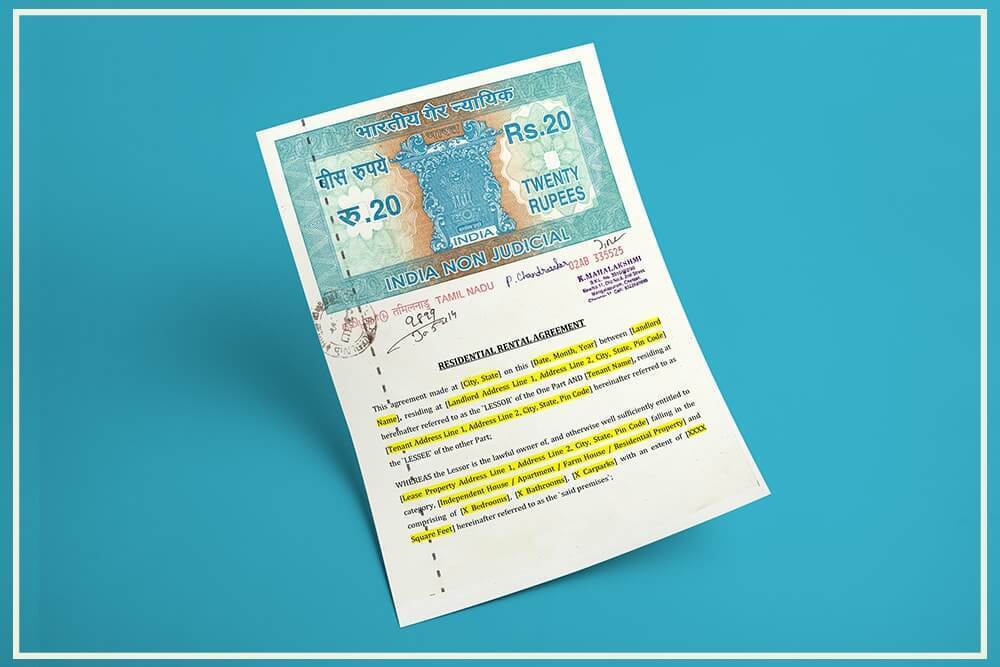 भारतीय गैर न्यायिक
भारत
बीस रुपये
रु.20
Rs.20
TWENTY
RUPEES
INDIA
INDIA NON JUDICIAL
तमिलनाडु TAMIL NADU
P. Chandrasekar
02AB 335525
K.MAHALAKSHMI
RESIDENTIAL RENTAL AGREEMENT
This agreement made at [City, State] on this [Date, Month, Year] between [Landlord
Name], residing at [Landlord Address Line 1, Address Line 2, City, State, Pin Code]
hereinafter referred to as the 'LESSOR' of the One Part AND [Tenant Name], residing at
[Tenant Address Line 1, Address Line 2, City, State, Pin Code] hereinafter referred to as
the 'LESSEE' of the other Part;
WHEREAS the Lessor is the lawful owner of, and otherwise well sufficiently entitled to
[Lease Property Address Line 1, Address Line 2, City, State, Pin Code] falling in the
category, [Independent House / Apartment / Farm House / Residential Property] and
comprising of [X Bedrooms], [X Bathrooms], [X Carparks] with an extent of [XXXX
Square Feet] hereinafter referred to as the 'said premises';